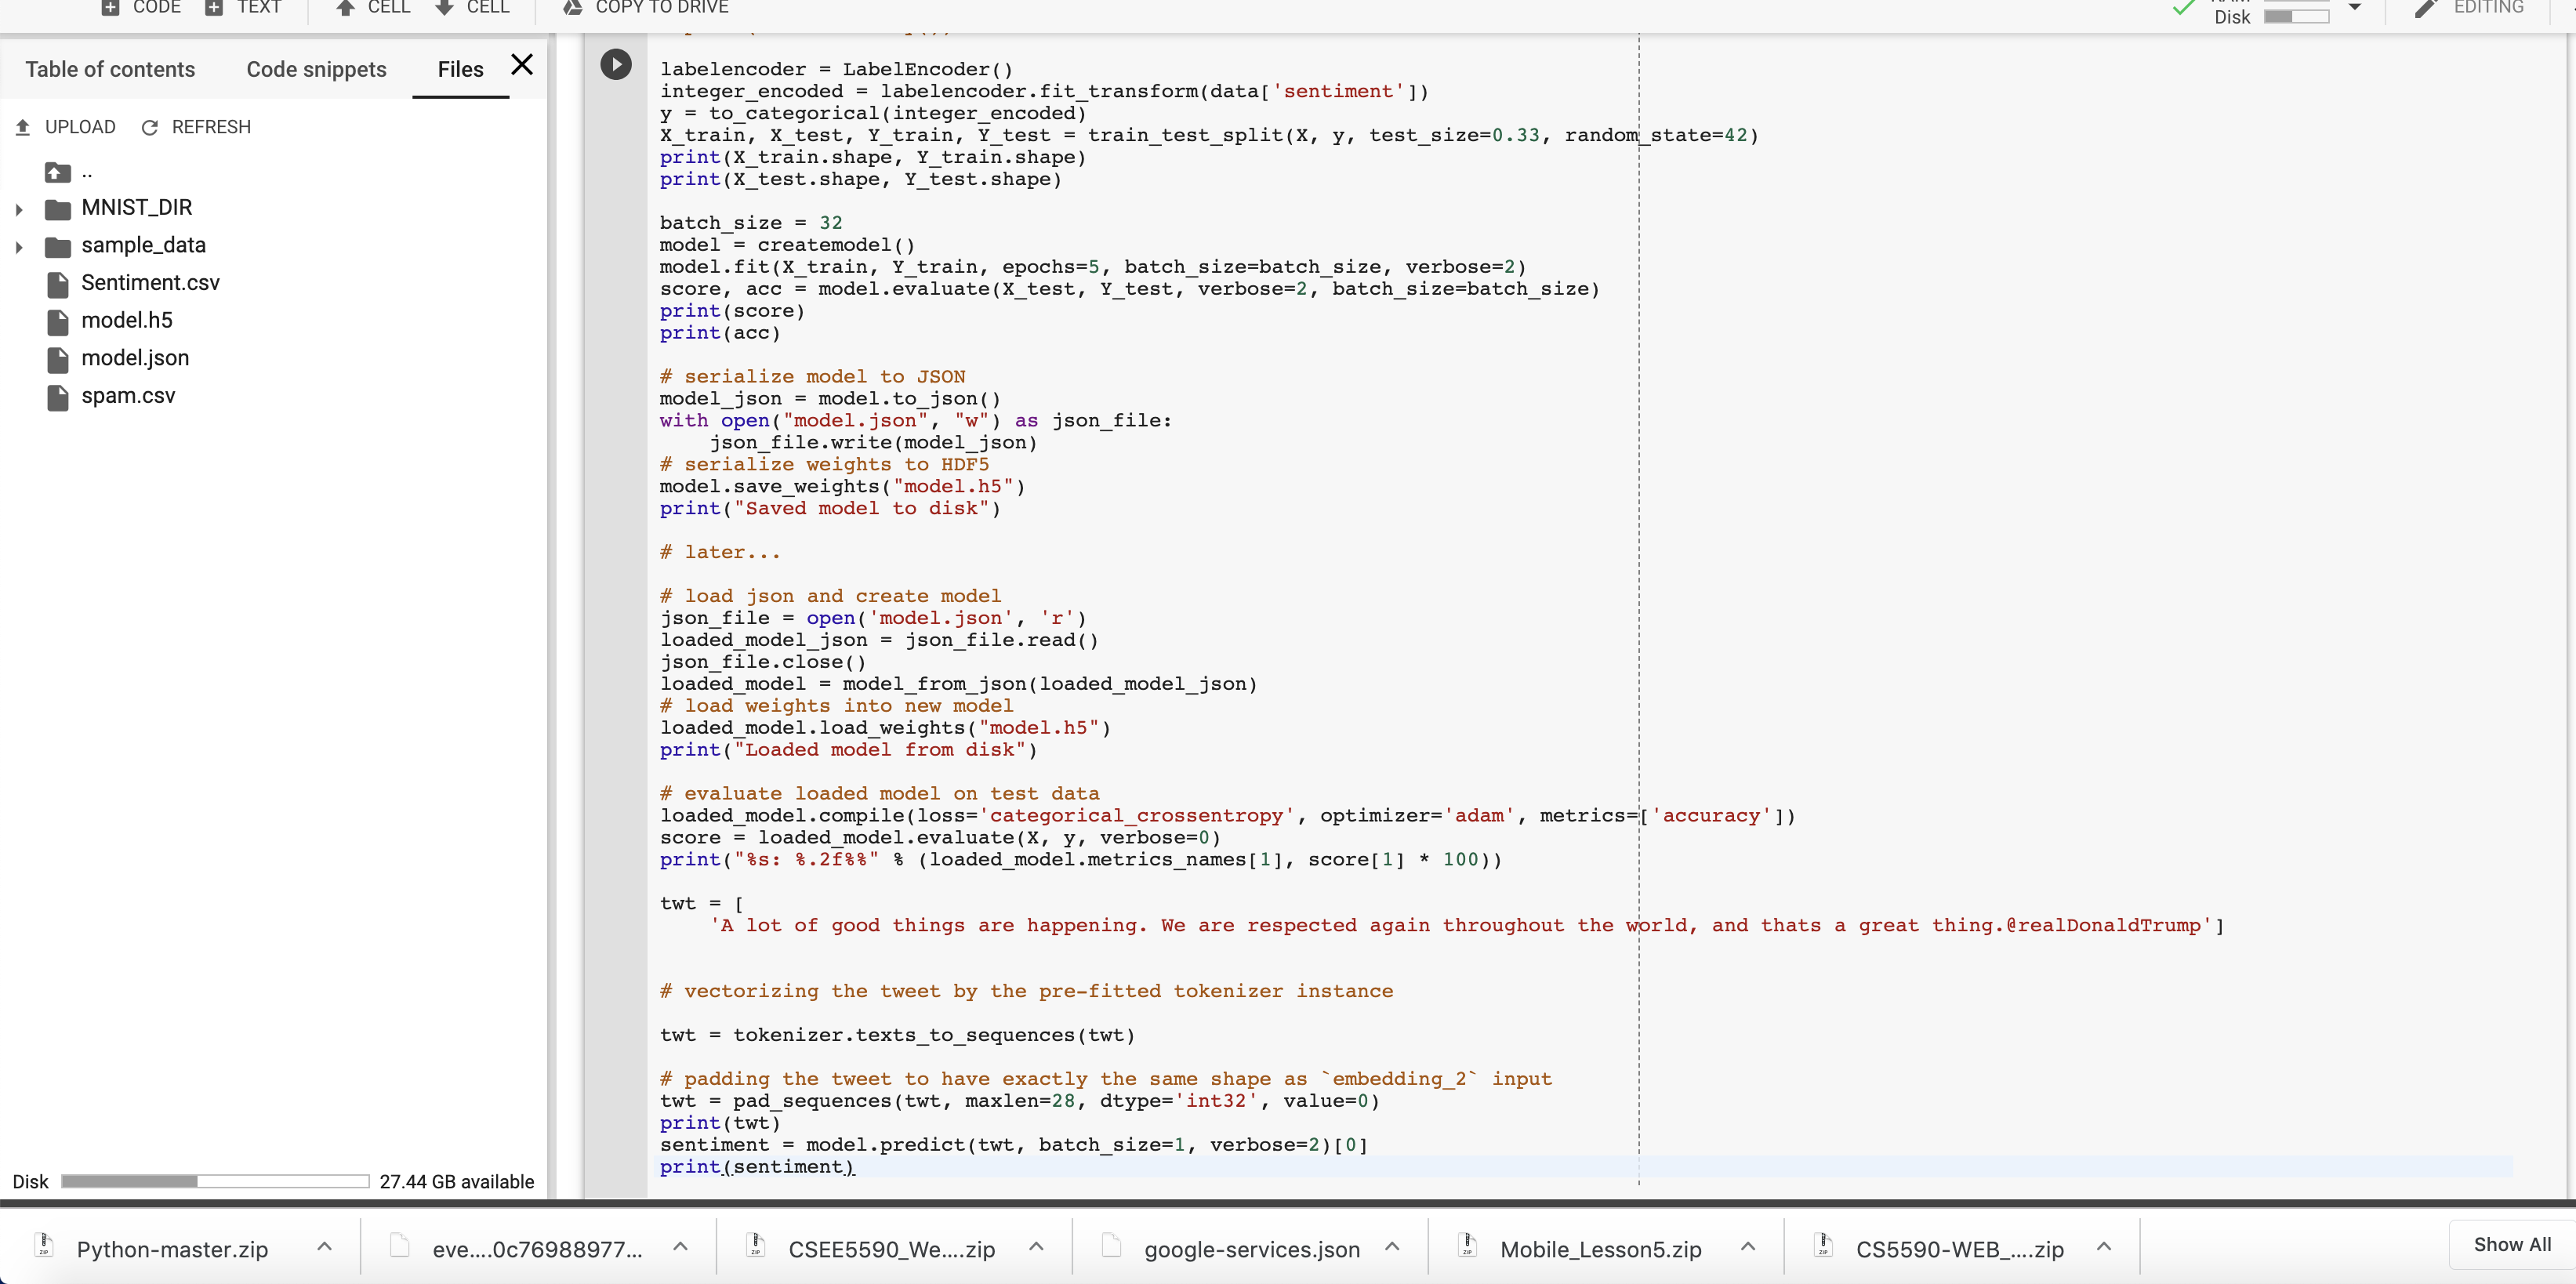 CODE TEXT CELL CELL COPY TO DRIVE
Disk EDITING
Table of contents Code snippets Files
UPLOAD REFRESH
..
MNIST_DIR
sample_data
Sentiment.csv
model.h5
model.json
spam.csv
Disk 27.44 GB available
labelencoder = LabelEncoder()
integer_encoded = labelencoder.fit_transform(data['sentiment'])
y = to_categorical(integer_encoded)
X_train, X_test, Y_train, Y_test = train_test_split(X, y, test_size=0.33, random_state=42)
print(X_train.shape, Y_train.shape)
print(X_test.shape, Y_test.shape)
batch_size = 32
model = createmodel()
model.fit(X_train, Y_train, epochs=5, batch_size=batch_size, verbose=2)
score, acc = model.evaluate(X_test, Y_test, verbose=2, batch_size=batch_size)
print(score)
print(acc)
# serialize model to JSON
model_json = model.to_json()
with open("model.json", "w") as json_file:
    json_file.write(model_json)
# serialize weights to HDF5
model.save_weights("model.h5")
print("Saved model to disk")
# later...
# load json and create model
json_file = open('model.json', 'r')
loaded_model_json = json_file.read()
json_file.close()
loaded_model = model_from_json(loaded_model_json)
# load weights into new model
loaded_model.load_weights("model.h5")
print("Loaded model from disk")
# evaluate loaded model on test data
loaded_model.compile(loss='categorical_crossentropy', optimizer='adam', metrics=['accuracy'])
score = loaded_model.evaluate(X, y, verbose=0)
print("%s: %.2f%%" % (loaded_model.metrics_names[1], score[1] * 100))
twt = [
    'A lot of good things are happening. We are respected again throughout the world, and thats a great thing.@realDonaldTrump']
# vectorizing the tweet by the pre-fitted tokenizer instance
twt = tokenizer.texts_to_sequences(twt)
# padding the tweet to have exactly the same shape as `embedding_2` input
twt = pad_sequences(twt, maxlen=28, dtype='int32', value=0)
print(twt)
sentiment = model.predict(twt, batch_size=1, verbose=2)[0]
print(sentiment)
Python-master.zip eve....0c76988977... CSEE5590_We....zip google-services.json Mobile_Lesson5.zip CS5590-WEB_....zip Show All